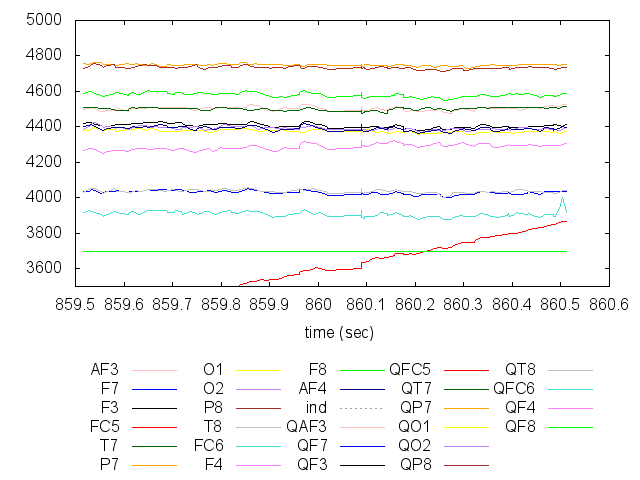 5000
4800
4600
4400
4200
4000
3800
3600
859.5 859.6 859.7 859.8 859.9 860 860.1 860.2 860.3 860.4 860.5 860.6
time (sec)
AF3 O1 F8 QFC5 QT8
F7 O2 AF4 QT7 QFC6
F3 P8 ind QP7 QF4
FC5 T8 QAF3 QO1 QF8
T7 FC6 QF7 QO2
P7 F4 QF3 QP8